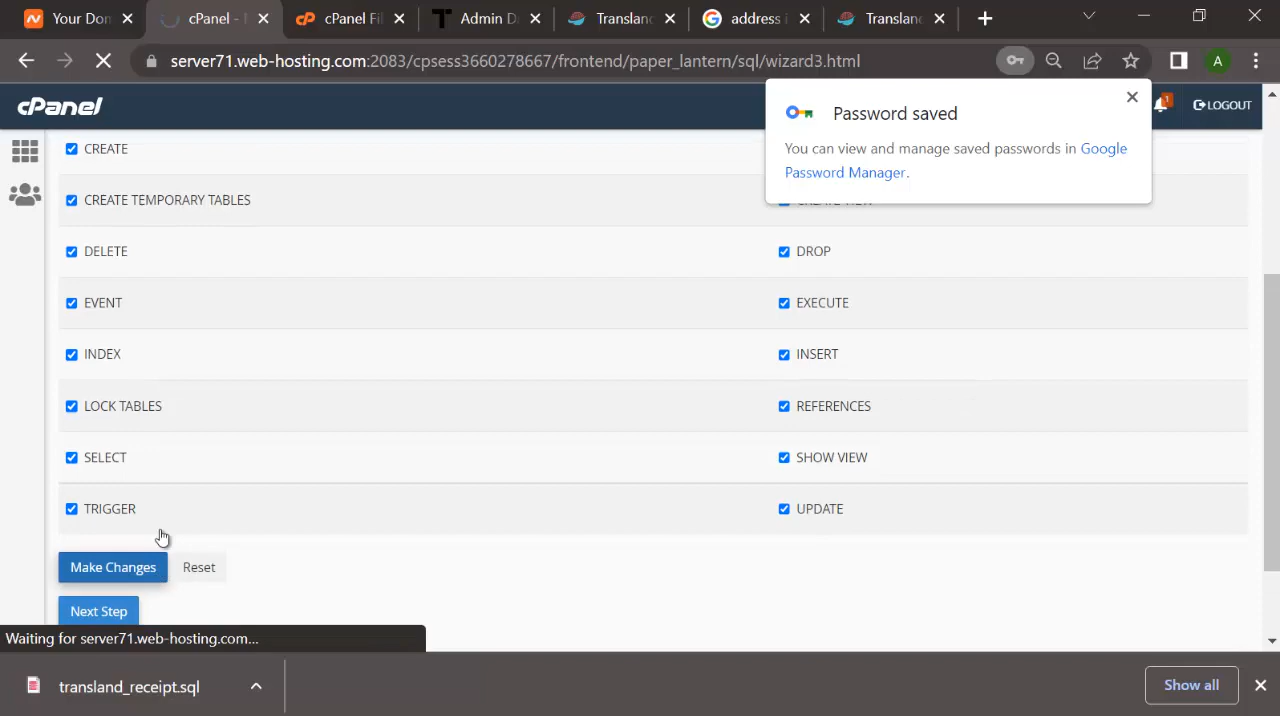 Your Dor
cPanel -
cPanel Fil
Admin D
Transland
address i
Transland
server71.web-hosting.com:2083/cpsess3660278667/frontend/paper_lantern/sql/wizard3.html
A
cPanel
Password saved
1
LOGOUT
You can view and manage saved passwords in Google
Password Manager.
CREATE
CREATE TEMPORARY TABLES
DELETE
DROP
EVENT
EXECUTE
INDEX
INSERT
LOCK TABLES
REFERENCES
SELECT
SHOW VIEW
TRIGGER
UPDATE
Make Changes
Reset
Next Step
Waiting for server71.web-hosting.com...
transland_receipt.sql
Show all